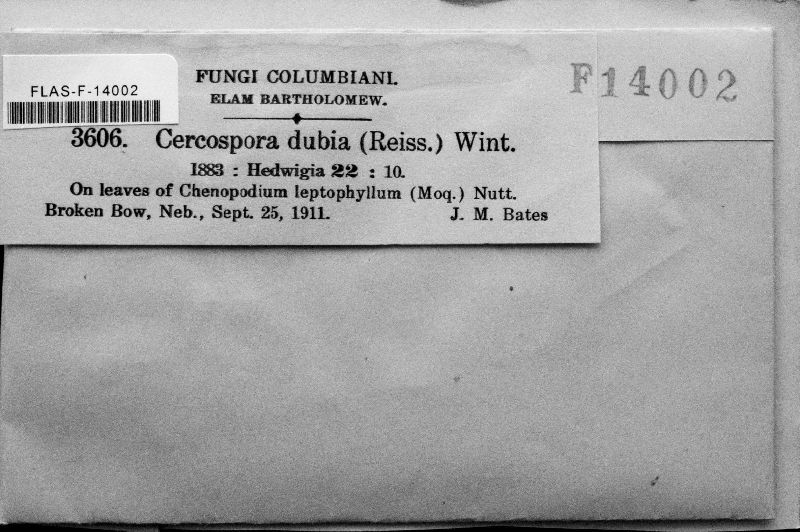 FLAS-F-14002
F14002
FUNGI COLUMBIANI.
ELAM BARTHOLOMEW.
3606. Cercospora dubia (Reiss.) Wint.
1883 : Hedwigia 22 : 10.
On leaves of Chenopodium leptophyllum (Moq.) Nutt.
Broken Bow, Neb., Sept. 25, 1911. J. M. Bates